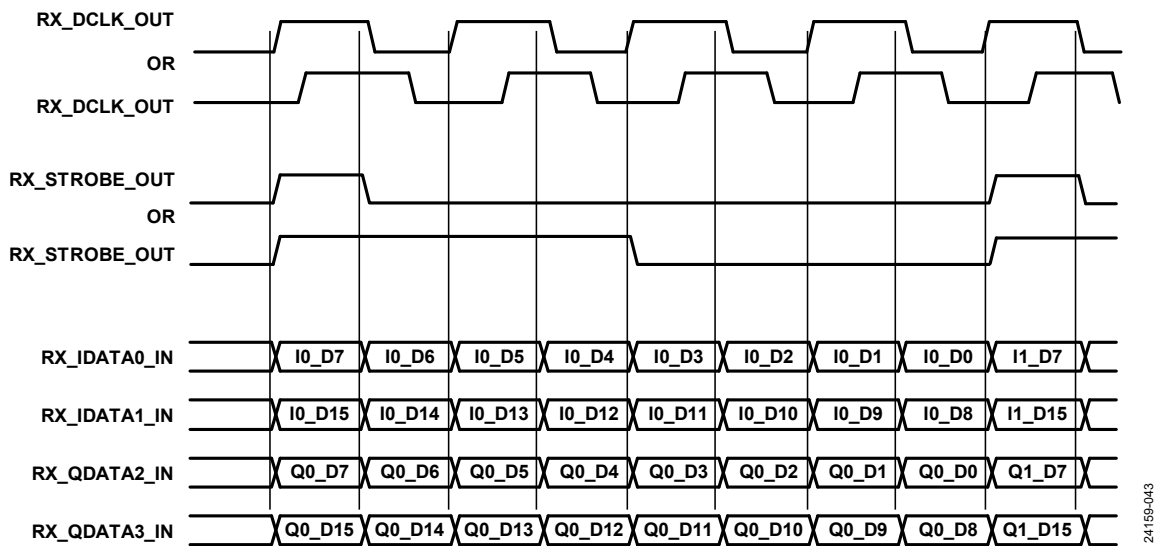 RX_DCLK_OUT
OR
RX_DCLK_OUT
RX_STROBE_OUT
OR
RX_STROBE_OUT
RX_IDATA0_IN I0_D7 I0_D6 I0_D5 I0_D4 I0_D3 I0_D2 I0_D1 I0_D0 I1_D7
RX_IDATA1_IN I0_D15 I0_D14 I0_D13 I0_D12 I0_D11 I0_D10 I0_D9 I0_D8 I1_D15
RX_QDATA2_IN Q0_D7 Q0_D6 Q0_D5 Q0_D4 Q0_D3 Q0_D2 Q0_D1 Q0_D0 Q1_D7
RX_QDATA3_IN Q0_D15 Q0_D14 Q0_D13 Q0_D12 Q0_D11 Q0_D10 Q0_D9 Q0_D8 Q1_D15
24159-043